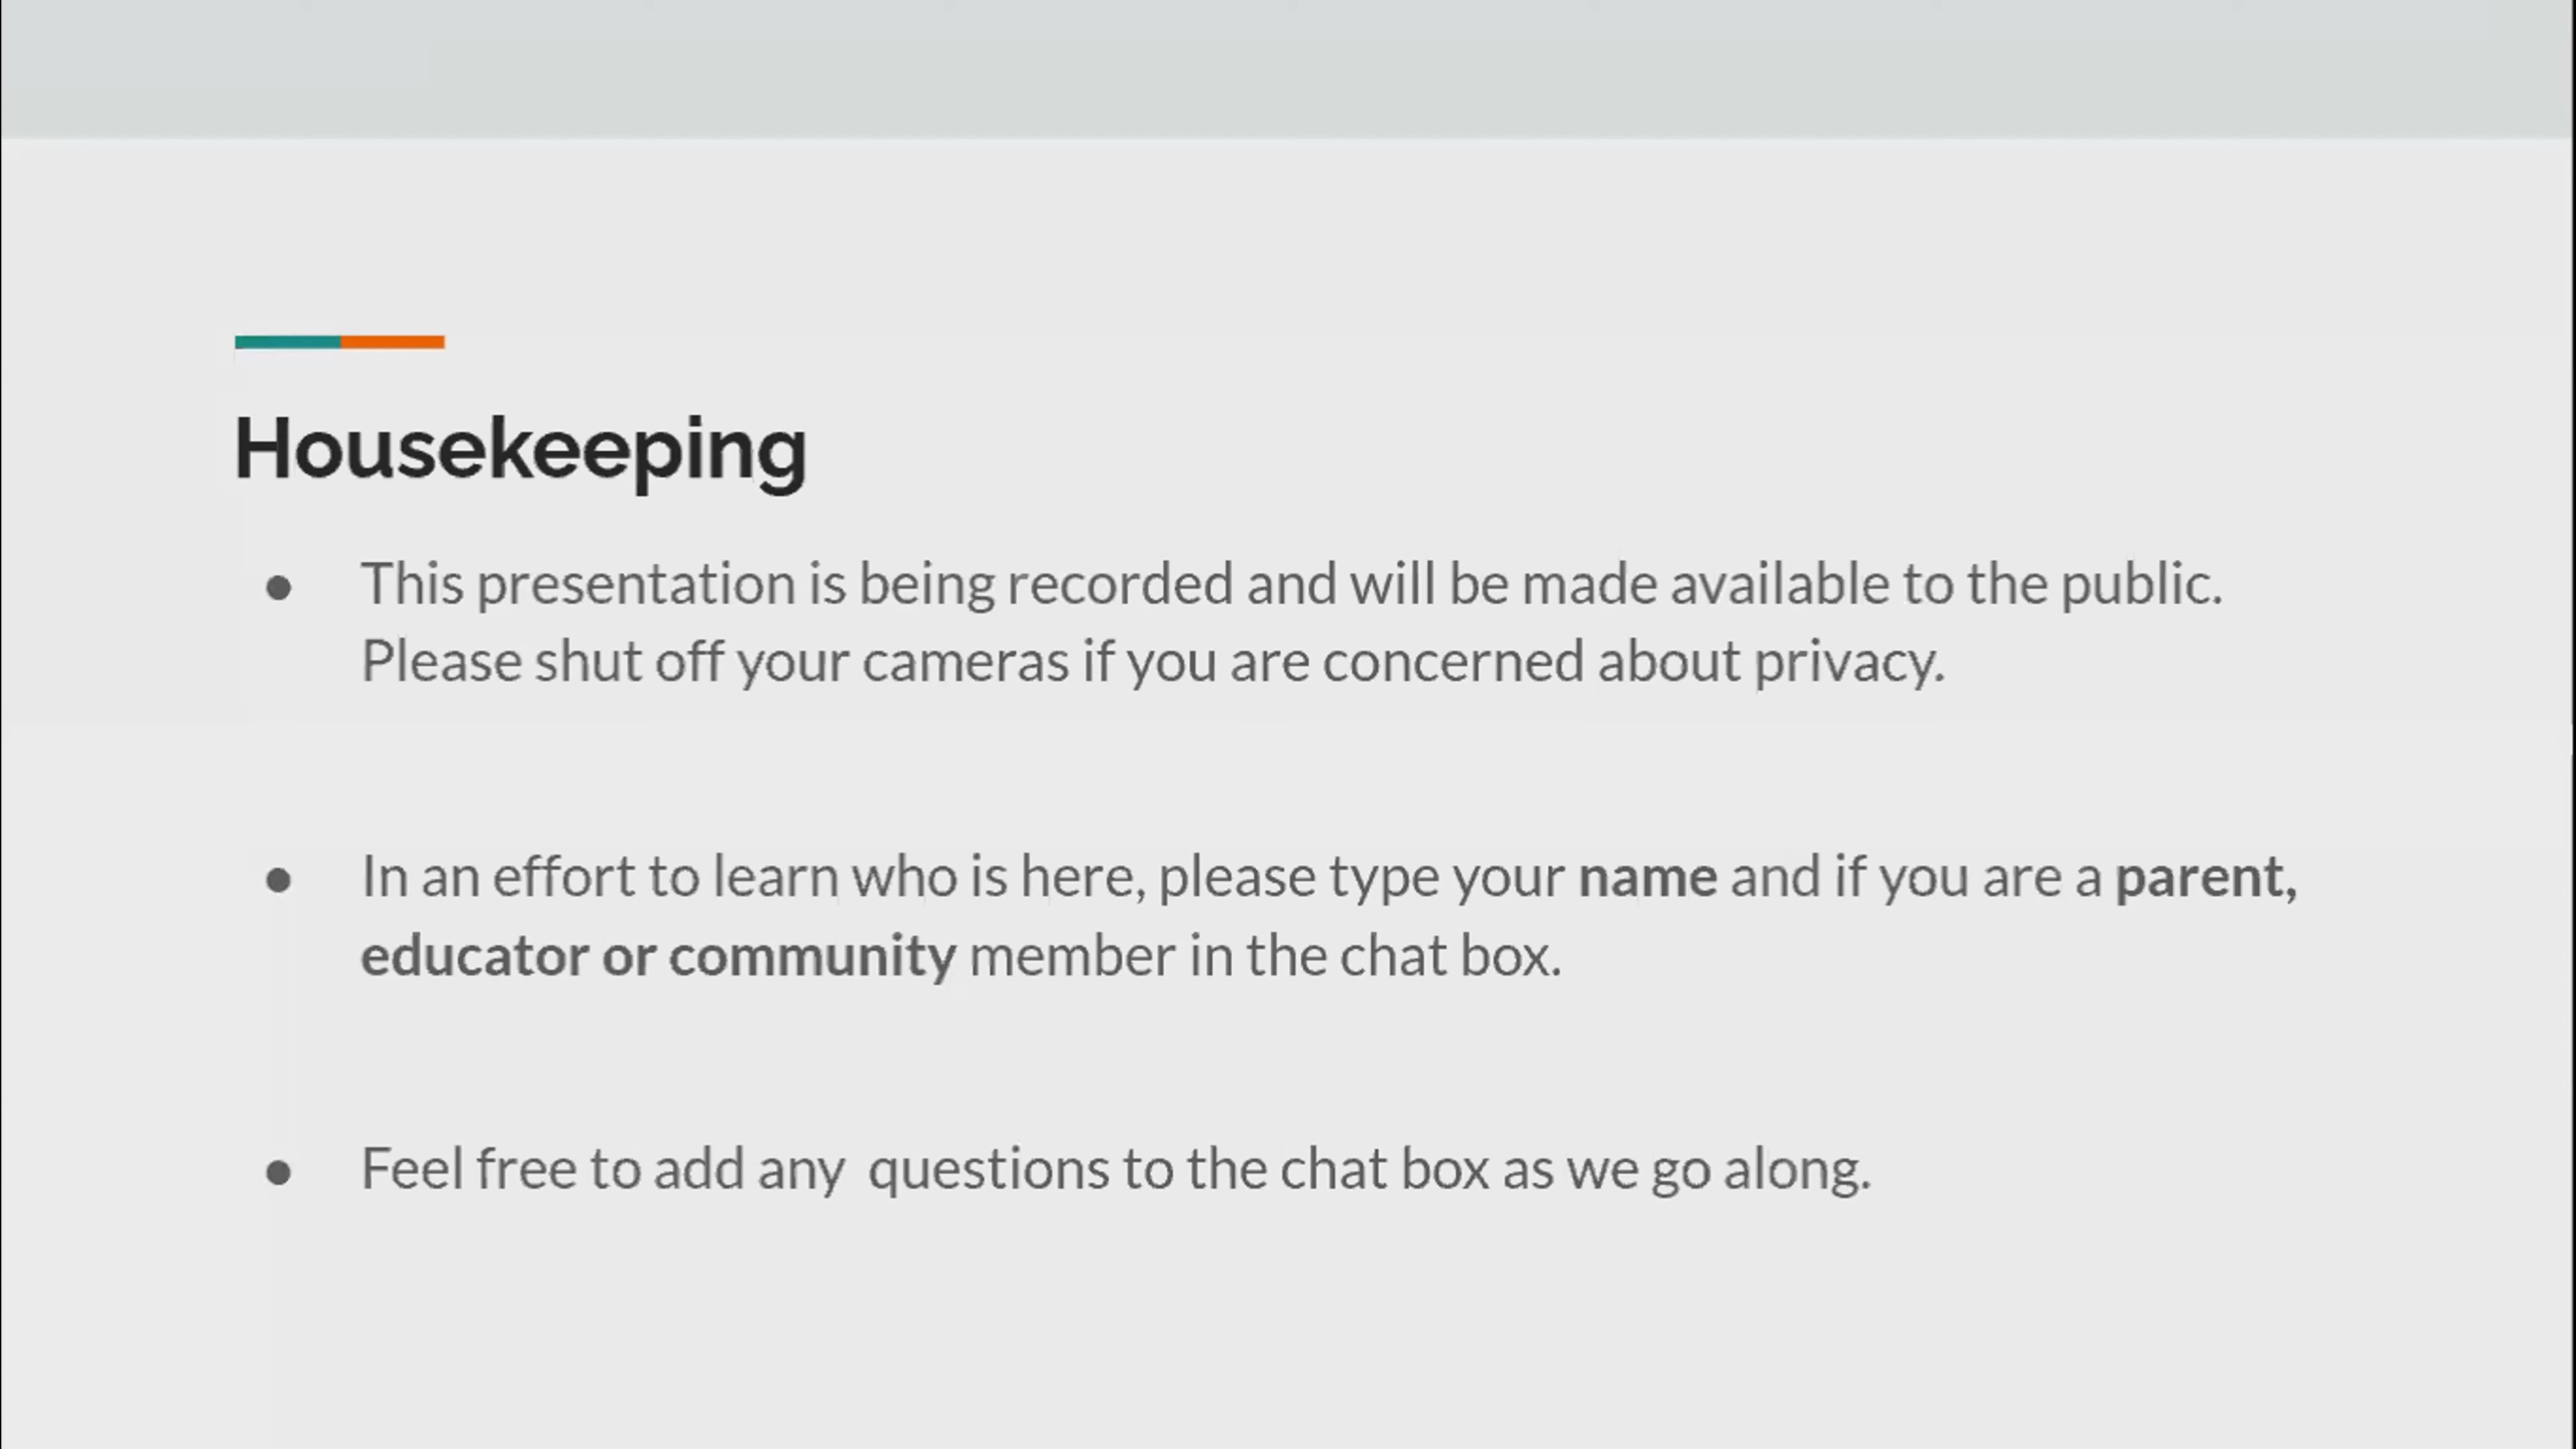 Housekeeping
● This presentation is being recorded and will be made available to the public.
Please shut off your cameras if you are concerned about privacy.
● In an effort to learn who is here, please type your name and if you are a parent,
educator or community member in the chat box.
● Feel free to add any  questions to the chat box as we go along.